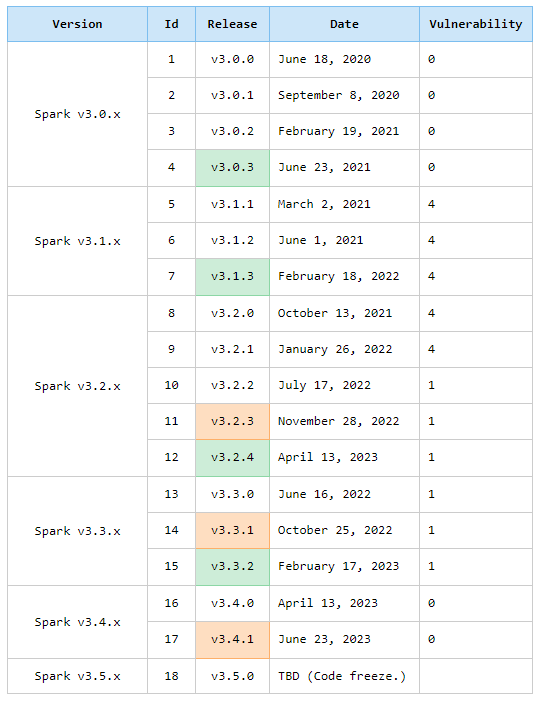 Version Id Release Date Vulnerability
1 v3.0.0 June 18, 2020 0
2 v3.0.1 September 8, 2020 0
Spark v3.0.x
3 v3.0.2 February 19, 2021 0
4 v3.0.3 June 23, 2021 0
5 v3.1.1 March 2, 2021 4
Spark v3.1.x 6 v3.1.2 June 1, 2021 4
7 v3.1.3 February 18, 2022 4
8 v3.2.0 October 13, 2021 4
9 v3.2.1 January 26, 2022 4
Spark v3.2.x 10 v3.2.2 July 17, 2022 1
11 v3.2.3 November 28, 2022 1
12 v3.2.4 April 13, 2023 1
13 v3.3.0 June 16, 2022 1
Spark v3.3.x 14 v3.3.1 October 25, 2022 1
15 v3.3.2 February 17, 2023 1
16 v3.4.0 April 13, 2023 0
Spark v3.4.x
17 v3.4.1 June 23, 2023 0
Spark v3.5.x 18 v3.5.0 TBD (Code freeze.)